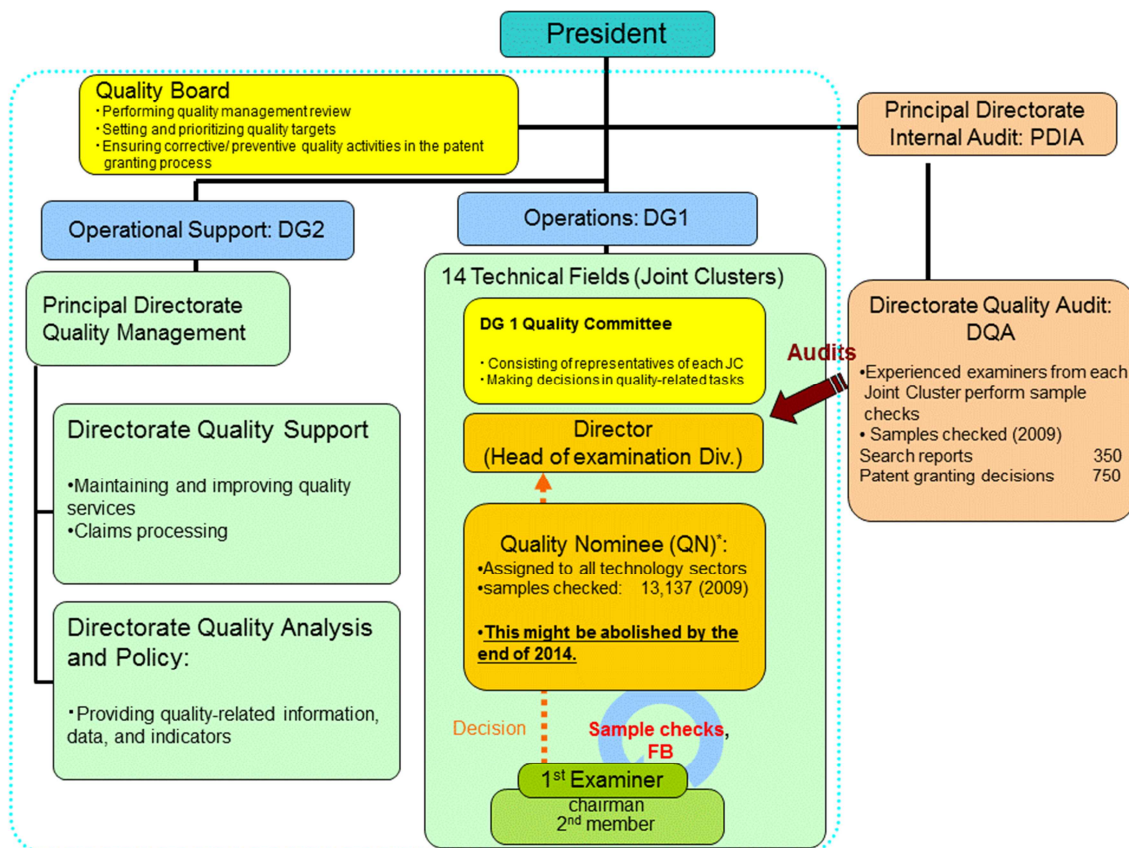 President
Quality Board
・Performing quality management review
・Setting and prioritizing quality targets
・Ensuring corrective/ preventive quality activities in the patent
granting process
Principal Directorate
Internal Audit: PDIA
Operational Support: DG2
Operations: DG1
Principal Directorate
Quality Management
Directorate Quality Support
•Maintaining and improving quality
services
•Claims processing
Directorate Quality Analysis
and Policy:
・Providing quality-related information,
data, and indicators
14 Technical Fields (Joint Clusters)
DG 1 Quality Committee
・Consisting of representatives of each JC
・Making decisions in quality-related tasks
Director
(Head of examination Div.)
Quality Nominee (QN)*:
•Assigned to all technology sectors
•samples checked: 13,137 (2009)
•This might be abolished by the
end of 2014.
Decision
Sample checks,
FB
1st Examiner
chairman
2nd member
Audits
Directorate Quality Audit:
DQA
•Experienced examiners from each
Joint Cluster perform sample
checks
• Samples checked (2009)
Search reports 350
Patent granting decisions 750